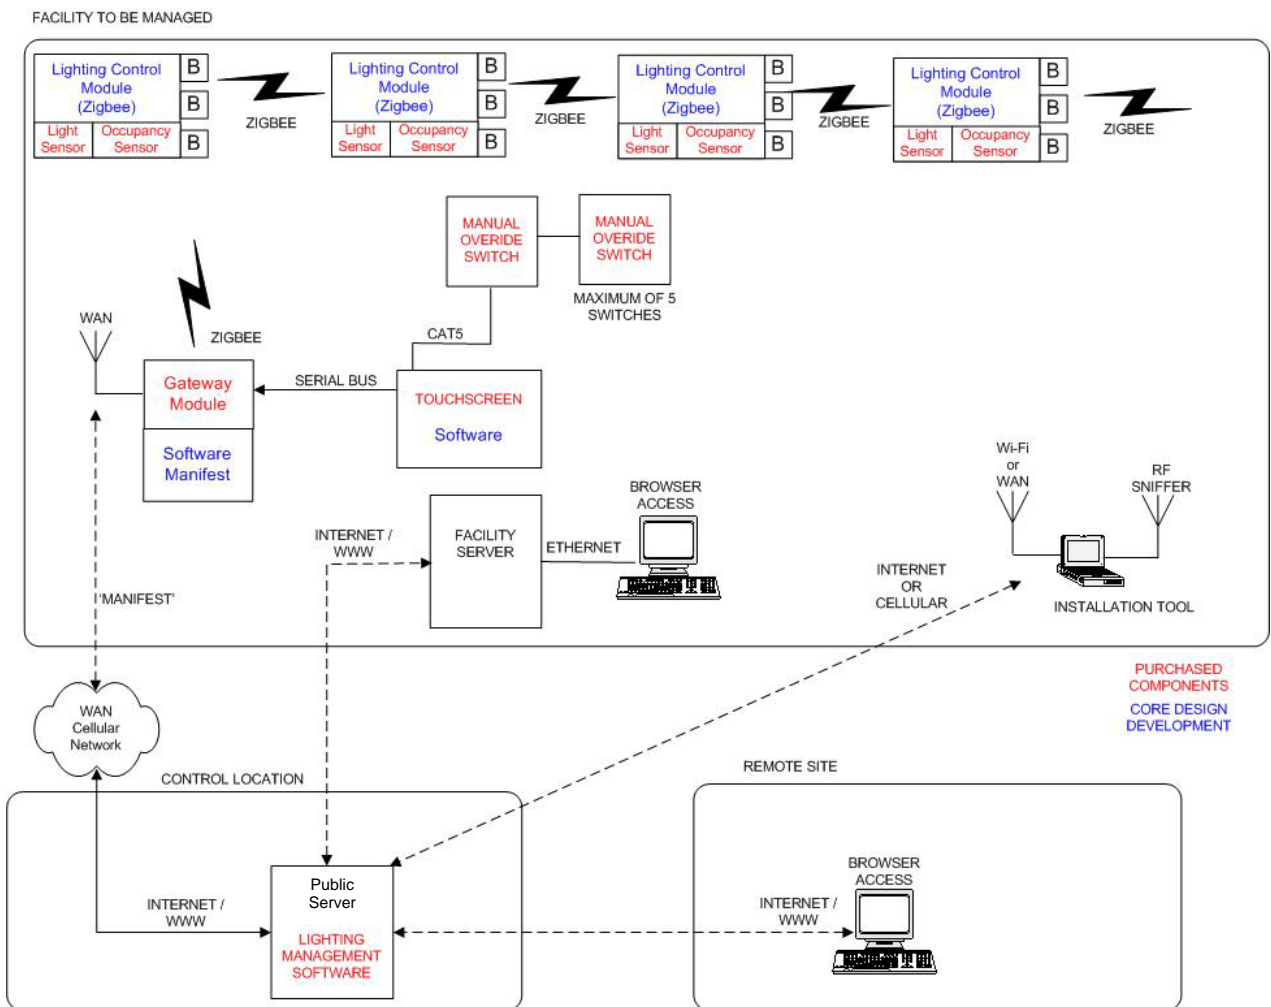 FACILITY TO BE MANAGED
Lighting Control
Module
(Zigbee)
Light
Sensor
Occupancy
Sensor
B
B
B
ZIGBEE
Lighting Control
Module
(Zigbee)
Light
Sensor
Occupancy
Sensor
B
B
B
ZIGBEE
Lighting Control
Module
(Zigbee)
Light
Sensor
Occupancy
Sensor
B
B
B
ZIGBEE
Lighting Control
Module
(Zigbee)
Light
Sensor
Occupancy
Sensor
B
B
B
ZIGBEE
MANUAL
OVERIDE
SWITCH
MANUAL
OVERIDE
SWITCH
MAXIMUM OF 5
SWITCHES
WAN
ZIGBEE
CAT5
Gateway
Module
Software
Manifest
SERIAL BUS
TOUCHSCREEN
Software
INTERNET /
WWW
FACILITY
SERVER
ETHERNET
BROWSER
ACCESS
Wi-Fi
or
WAN
RF
SNIFFER
INTERNET
OR
CELLULAR
INSTALLATION TOOL
'MANIFEST'
PURCHASED
COMPONENTS
CORE DESIGN
DEVELOPMENT
WAN
Cellular
Network
CONTROL LOCATION
REMOTE SITE
INTERNET /
WWW
Public
Server
LIGHTING
MANAGEMENT
SOFTWARE
INTERNET /
WWW
BROWSER
ACCESS